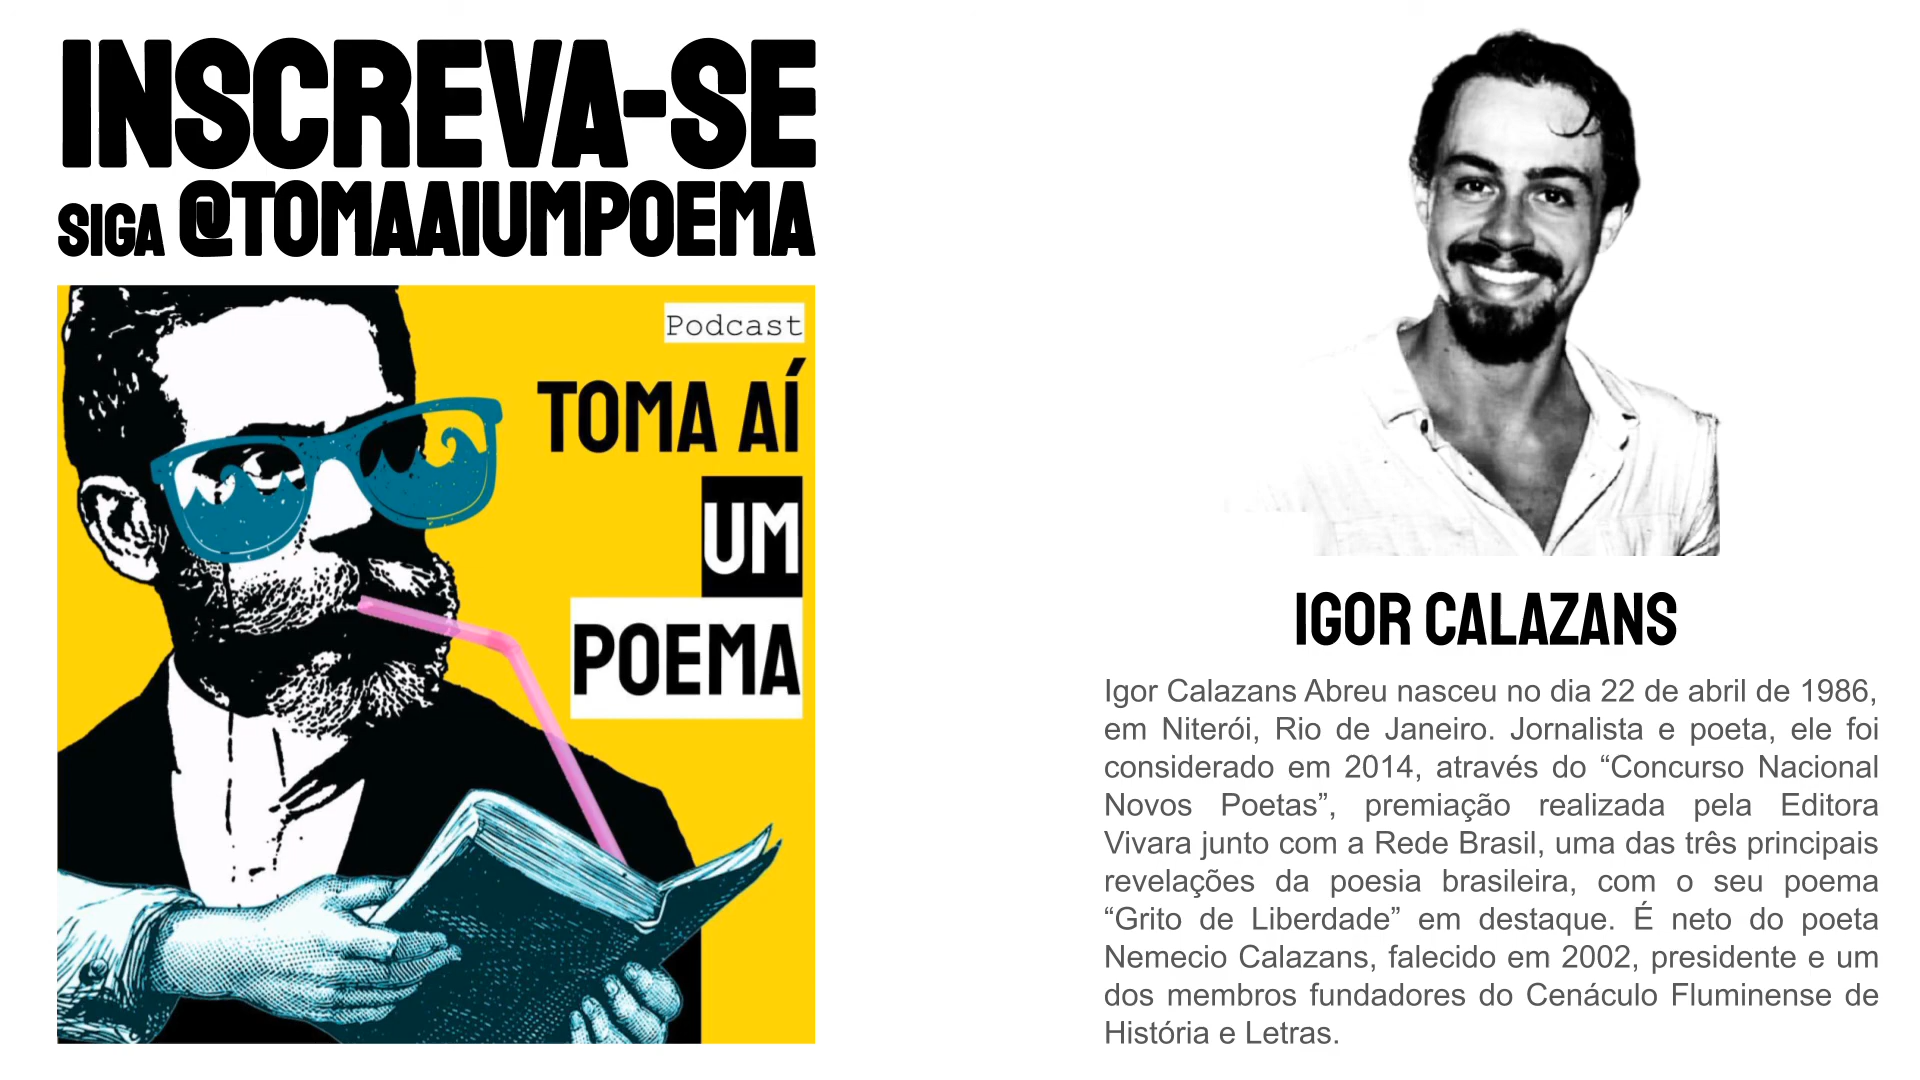 INSCREVA-SE
SIGA @TOMAAIUMPOEMA
Podcast
TOMA AÍ
UM
POEMA
IGOR CALAZANS
Igor Calazans Abreu nasceu no dia 22 de abril de 1986,
em Niterói, Rio de Janeiro. Jornalista e poeta, ele foi
considerado em 2014, através do “Concurso Nacional
Novos Poetas”, premiação realizada pela Editora
Vivara junto com a Rede Brasil, uma das três principais
revelações da poesia brasileira, com o seu poema
“Grito de Liberdade” em destaque. É neto do poeta
Nemecio Calazans, falecido em 2002, presidente e um
dos membros fundadores do Cenáculo Fluminense de
História e Letras.